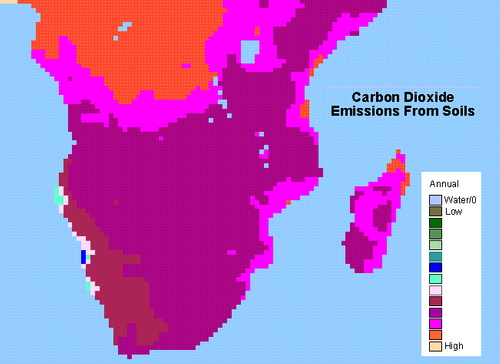 Carbon Dioxide
Emissions From Soils
Annual
Water/0
Low
High